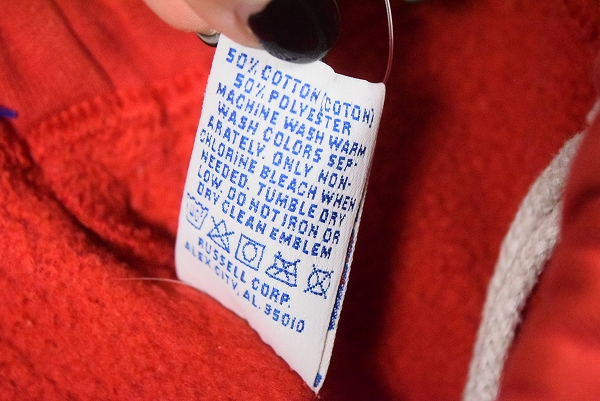 50% COTTON(COTON)
50% POLYESTER
MACHINE WASH WARM
WASH COLORS SEP-
ARATELY. ONLY NON-
CHLORINE BLEACH WHEN
NEEDED. TUMBLE DRY
LOW. DO NOT IRON OR
DRY CLEAN EMBLEM
RUSSELL CORP.
ALEX CITY, AL. 35010